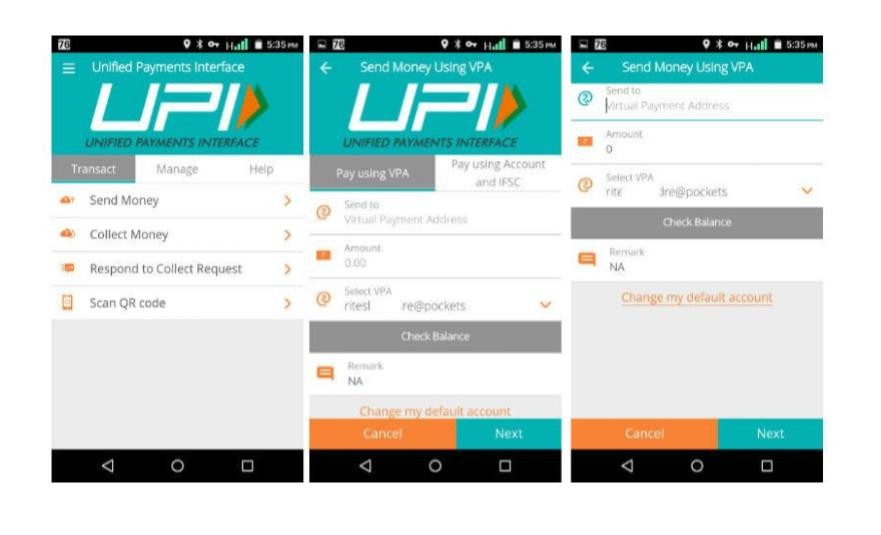 76
H 5:35 PM
Unified Payments Interface
UPI
UNIFIED PAYMENTS INTERFACE
Transact Manage Help
Send Money
Collect Money
Respond to Collect Request
Scan QR code
76
H 5:35 PM
Send Money Using VPA
UPI
UNIFIED PAYMENTS INTERFACE
Pay using VPA
Pay using Account
and IFSC
Send to
Virtual Payment Address
Amount
0.00
Select VPA
ritesl re@pockets
Check Balance
Remark
NA
Change my default account
Cancel Next
76
H 5:35 PM
Send Money Using VPA
Send to
Virtual Payment Address
Amount
0
Select VPA
rite dre@pockets
Check Balance
Remark
NA
Change my default account
Cancel Next